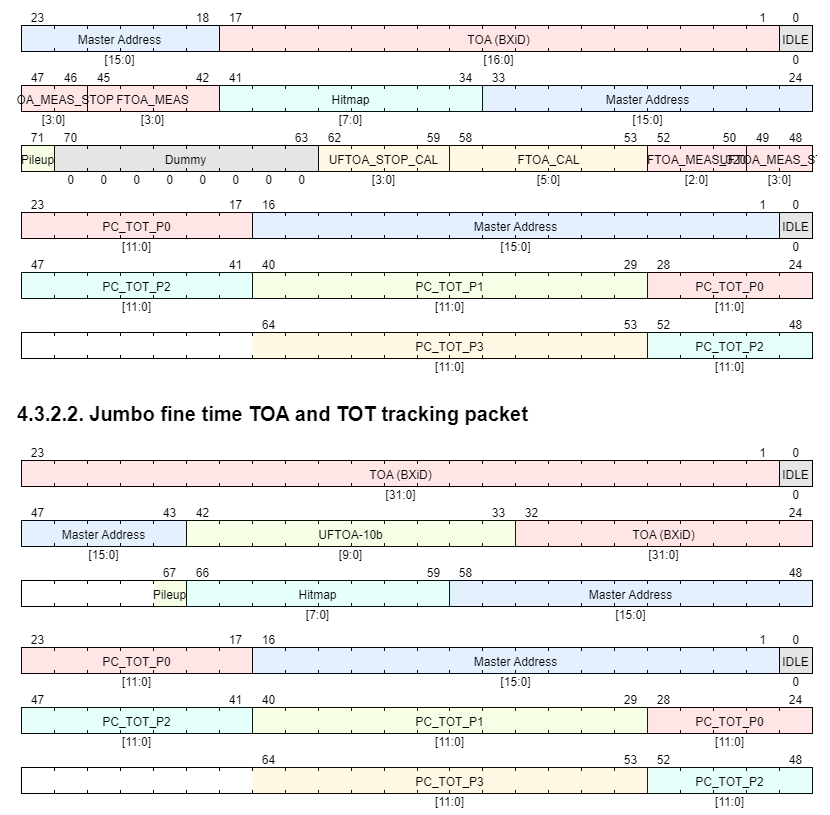 23 18 17 1 0
Master Address TOA (BXiD) IDLE
[15:0] [16:0] 0
47 46 45 42 41 34 33 24
OA_MEAS_STOP FTOA_MEAS Hitmap Master Address
[3:0] [3:0] [7:0] [15:0]
71 70 63 62 59 58 53 52 50 49 48
Pileup Dummy UFTOA_STOP_CAL FTOA_CAL FTOA_MEAS OA_MEAS_S
0 0 0 0 0 0 0 0 [3:0] [5:0] [2:0] [3:0]
23 17 16 1 0
PC_TOT_P0 Master Address IDLE
[11:0] [15:0] 0
47 41 40 29 28 24
PC_TOT_P2 PC_TOT_P1 PC_TOT_P0
[11:0] [11:0] [11:0]
64 53 52 48
PC_TOT_P3 PC_TOT_P2
[11:0] [11:0]
4.3.2.2. Jumbo fine time TOA and TOT tracking packet
23 1 0
TOA (BXiD) IDLE
[31:0] 0
47 43 42 33 32 24
Master Address UFTOA-10b TOA (BXiD)
[15:0] [9:0] [31:0]
67 66 59 58 48
Pileup Hitmap Master Address
[7:0] [15:0]
23 17 16 1 0
PC_TOT_P0 Master Address IDLE
[11:0] [15:0] 0
47 41 40 29 28 24
PC_TOT_P2 PC_TOT_P1 PC_TOT_P0
[11:0] [11:0] [11:0]
64 53 52 48
PC_TOT_P3 PC_TOT_P2
[11:0] [11:0]